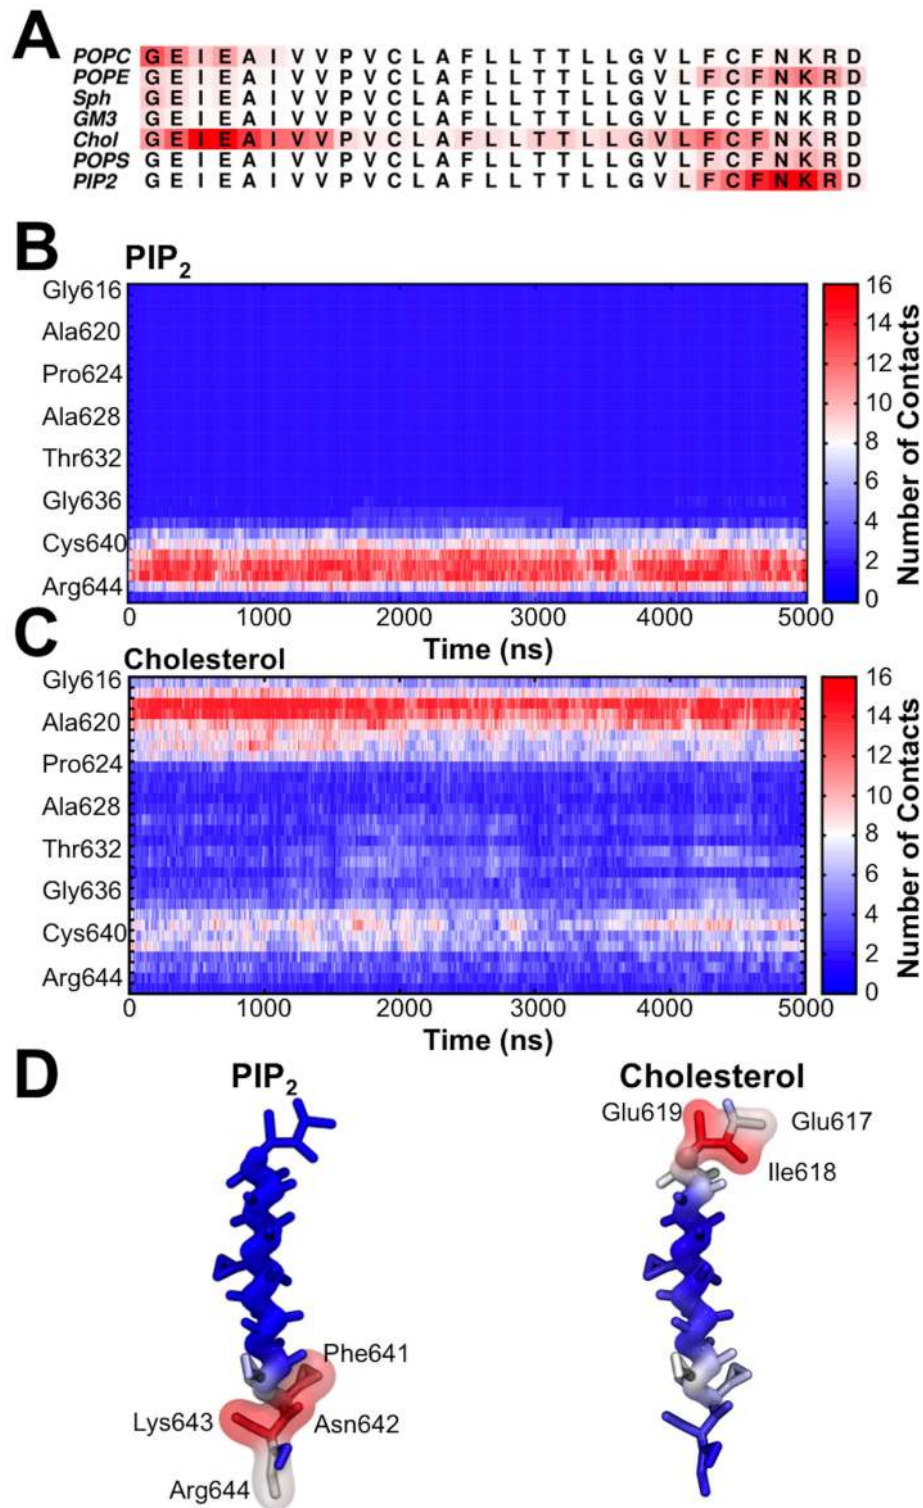 A
POPC G E I E A I V V P V C L A F L L T T L L G V L F C F N K R D
POPE G E I E A I V V P V C L A F L L T T L L G V L F C F N K R D
Sph G E I E A I V V P V C L A F L L T T L L G V L F C F N K R D
GM3 G E I E A I V V P V C L A F L L T T L L G V L F C F N K R D
Chol G E I E A I V V P V C L A F L L T T L L G V L F C F N K R D
POPS G E I E A I V V P V C L A F L L T T L L G V L F C F N K R D
PIP2 G E I E A I V V P V C L A F L L T T L L G V L F C F N K R D
B
PIP2
Gly616
Ala620
Pro624
Ala628
Thr632
Gly636
Cys640
Arg644
0 1000 2000 3000 4000 5000
Time (ns)
16
14
12
10
8
6
4
2
0
Number of Contacts
C
Cholesterol
Gly616
Ala620
Pro624
Ala628
Thr632
Gly636
Cys640
Arg644
0 1000 2000 3000 4000 5000
Time (ns)
16
14
12
10
8
6
4
2
0
Number of Contacts
D
PIP2
Phe641
Lys643
Asn642
Arg644
Cholesterol
Glu619
Glu617
Ile618